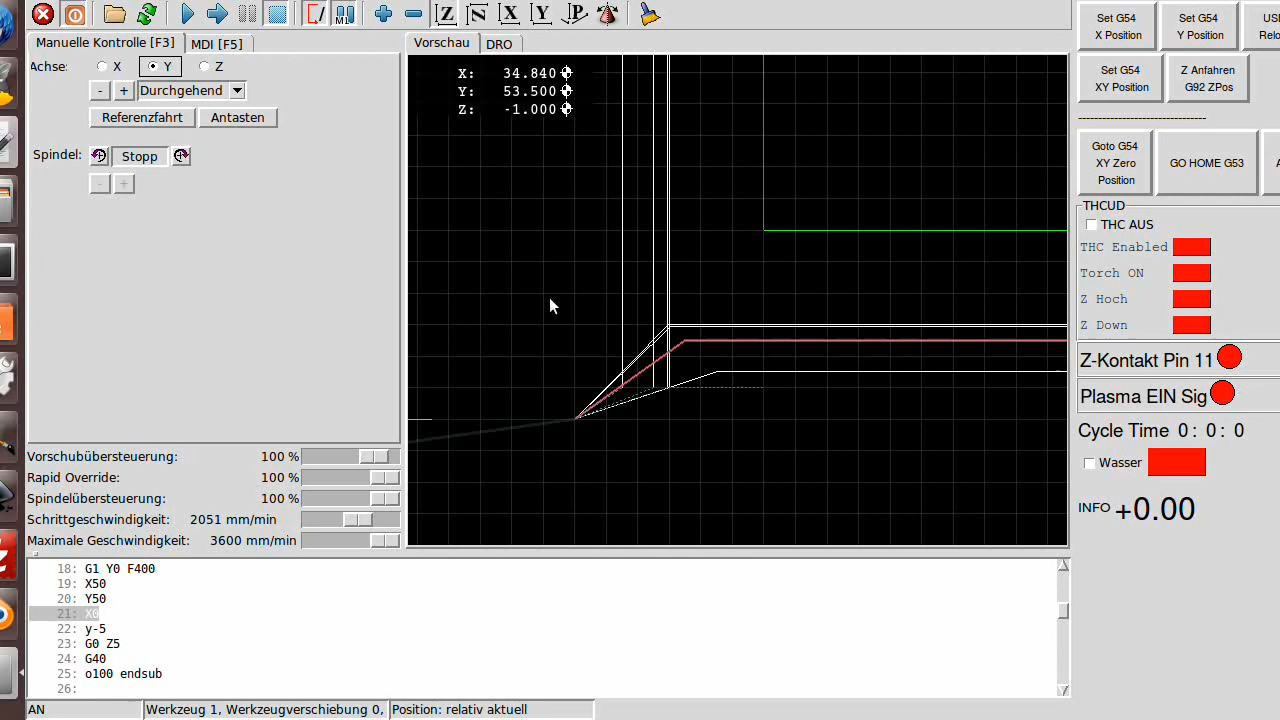 M1
Z N X Y P
Manuelle Kontrolle [F3] MDI [F5]
Achse: X Y Z
- + Durchgehend
Referenzfahrt Antasten
Spindel: Stopp
- +
Vorschubübersteuerung: 100 %
Rapid Override: 100 %
Spindelübersteuerung: 100 %
Schrittgeschwindigkeit: 2051 mm/min
Maximale Geschwindigkeit: 3600 mm/min
Vorschau DRO
X: 34.840
Y: 53.500
Z: -1.000
18: G1 Y0 F400
19: X50
20: Y50
21: X0
22: y-5
23: G0 Z5
24: G40
25: o100 endsub
26:
AN Werkzeug 1, Werkzeugverschiebung 0, Position: relativ aktuell
Set G54
X Position
Set G54
Y Position
Set G54
XY Position
Z Anfahren
G92 ZPos
--------------------------------
Goto G54
XY Zero
Position
GO HOME G53
THCUD
THC AUS
THC Enabled
Torch ON
Z Hoch
Z Down
Z-Kontakt Pin 11
Plasma EIN Sig
Cycle Time 0 : 0 : 0
Wasser
INFO +0.00